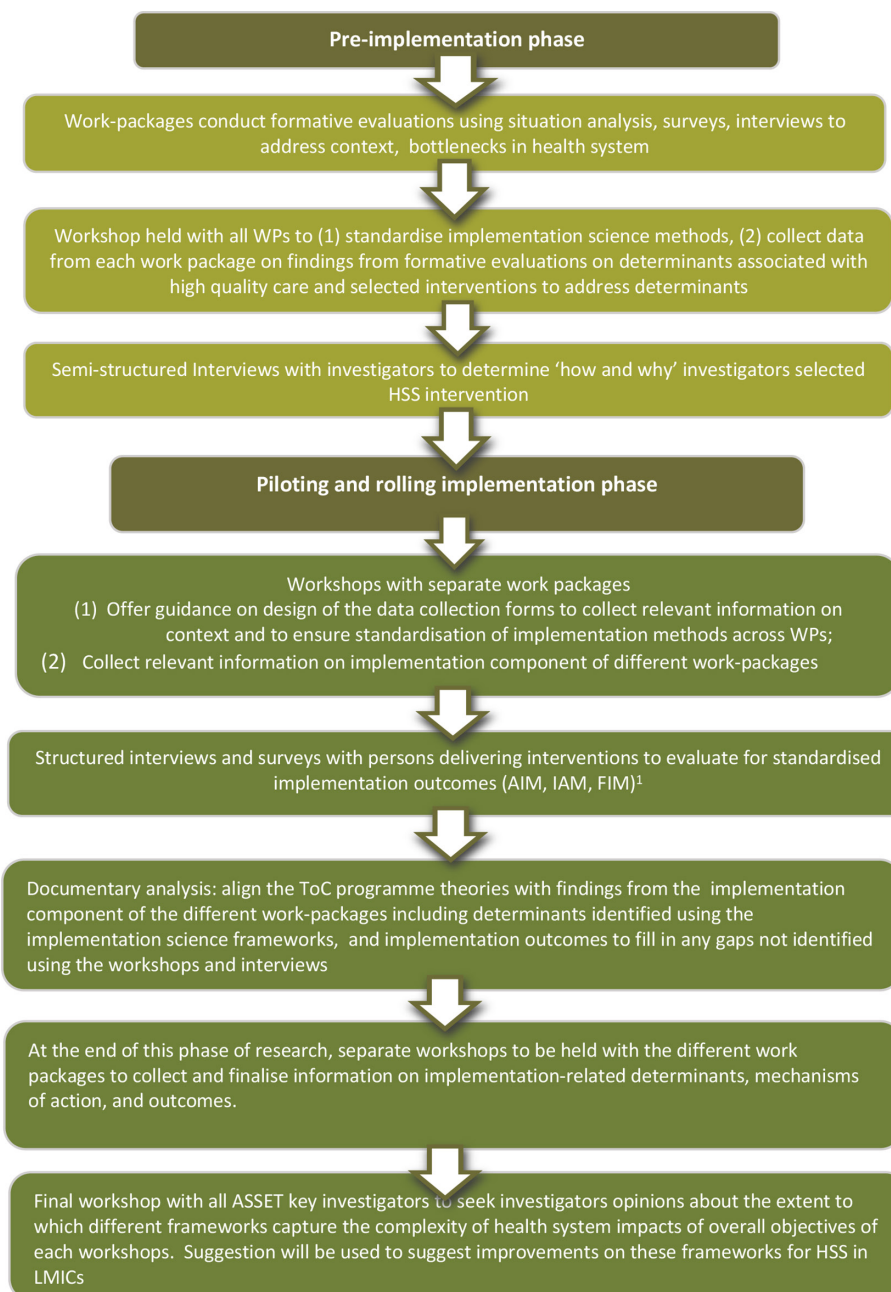 Pre-implementation phase
Work-packages conduct formative evaluations using situation analysis, surveys, interviews to
address context, bottlenecks in health system
Workshop held with all WPs to (1) standardise implementation science methods, (2) collect data
from each work package on findings from formative evaluations on determinants associated with
high quality care and selected interventions to address determinants
Semi-structured Interviews with investigators to determine ‘how and why’ investigators selected
HSS intervention
Piloting and rolling implementation phase
Workshops with separate work packages
(1) Offer guidance on design of the data collection forms to collect relevant information on
context and to ensure standardisation of implementation methods across WPs;
(2) Collect relevant information on implementation component of different work-packages
Structured interviews and surveys with persons delivering interventions to evaluate for standardised
implementation outcomes (AIM, IAM, FIM)¹
Documentary analysis: align the ToC programme theories with findings from the implementation
component of the different work-packages including determinants identified using the
implementation science frameworks, and implementation outcomes to fill in any gaps not identified
using the workshops and interviews
At the end of this phase of research, separate workshops to be held with the different work
packages to collect and finalise information on implementation-related determinants, mechanisms
of action, and outcomes.
Final workshop with all ASSET key investigators to seek investigators opinions about the extent to
which different frameworks capture the complexity of health system impacts of overall objectives of
each workshops. Suggestion will be used to suggest improvements on these frameworks for HSS in
LMICs